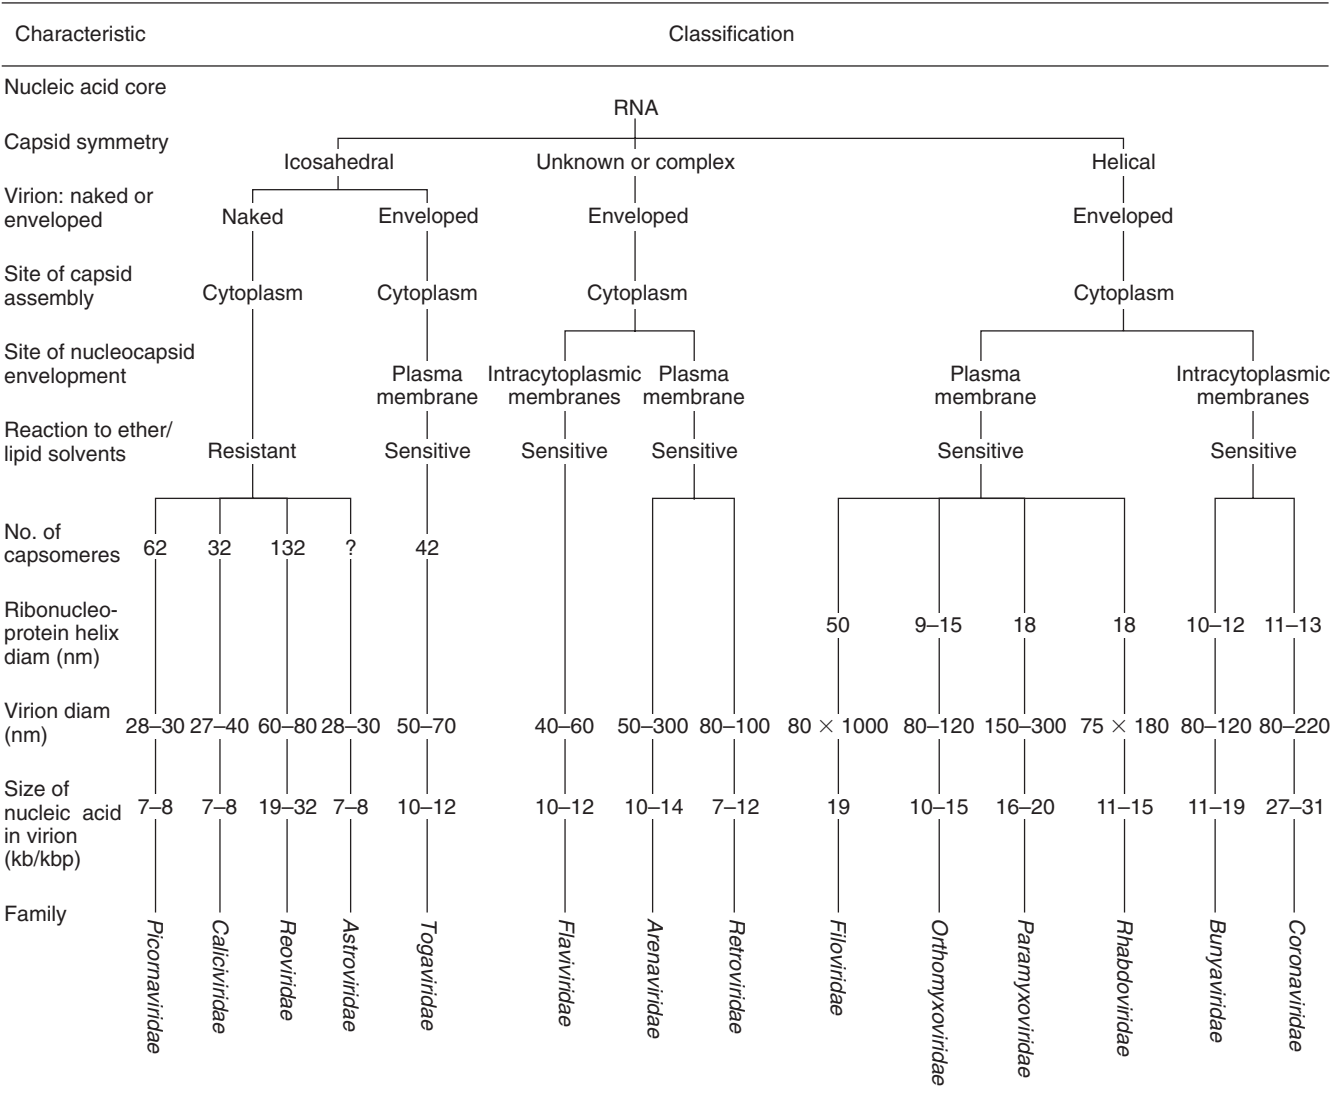 Characteristic Classification
Nucleic acid core
RNA
Capsid symmetry
Icosahedral Unknown or complex Helical
Virion: naked or
enveloped
Naked Enveloped Enveloped Enveloped
Site of capsid
assembly
Cytoplasm Cytoplasm Cytoplasm Cytoplasm
Site of nucleocapsid
envelopment
Plasma Intracytoplasmic Plasma Plasma Intracytoplasmic
membrane membranes membrane membrane membranes
Reaction to ether/
lipid solvents
Resistant Sensitive Sensitive Sensitive Sensitive Sensitive
No. of
capsomeres
62 32 132 ? 42
Ribonucleo-
protein helix
diam (nm)
50 9–15 18 18 10–12 11–13
Virion diam
(nm)
28–30 27–40 60–80 28–30 50–70 40–60 50–300 80–100 80 × 1000 80–120 150–300 75 × 180 80–120 80–220
Size of
nucleic acid
in virion
(kb/kbp)
7–8 7–8 19–32 7–8 10–12 10–12 10–14 7–12 19 10–15 16–20 11–15 11–19 27–31
Family
Picornaviridae
Caliciviridae
Reoviridae
Astroviridae
Togaviridae
Flaviviridae
Arenaviridae
Retroviridae
Filoviridae
Orthomyxoviridae
Paramyxoviridae
Rhabdoviridae
Bunyaviridae
Coronaviridae